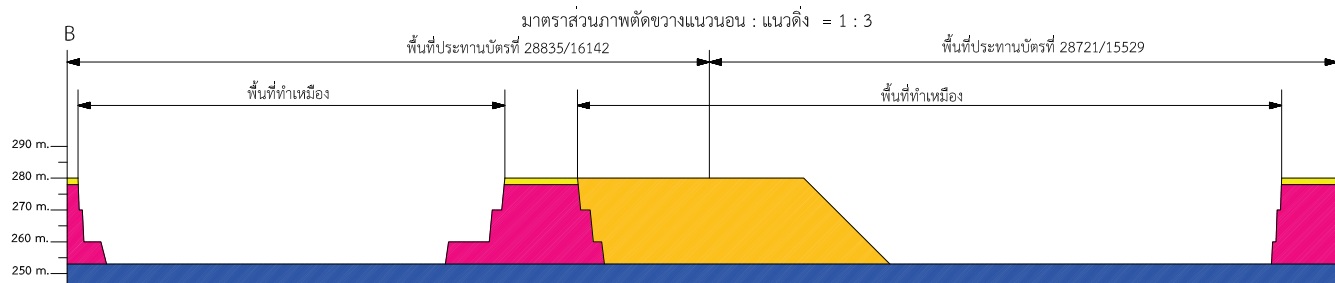 มาตราส่วนภาพตัดขวางแนวนอน : แนวดิ่ง = 1 : 3
B
พื้นที่ประทานบัตรที่ 28835/16142
พื้นที่ประทานบัตรที่ 28721/15529
พื้นที่ทำเหมือง
พื้นที่ทำเหมือง
290 m.
280 m.
270 m.
260 m.
250 m.